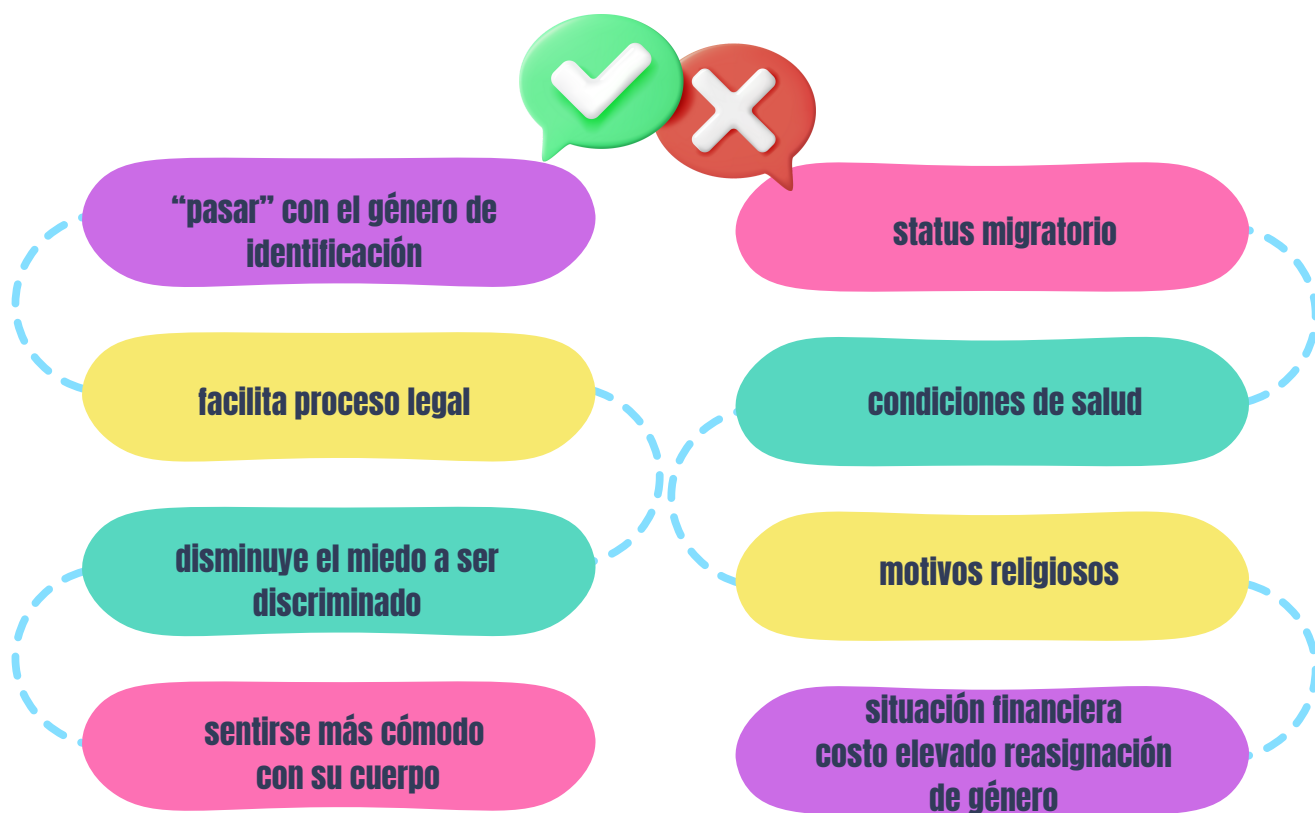 “pasar” con el género de
identificación
facilita proceso legal
disminuye el miedo a ser
discriminado
sentirse más cómodo
con su cuerpo
status migratorio
condiciones de salud
motivos religiosos
situación financiera
costo elevado reasignación
de género